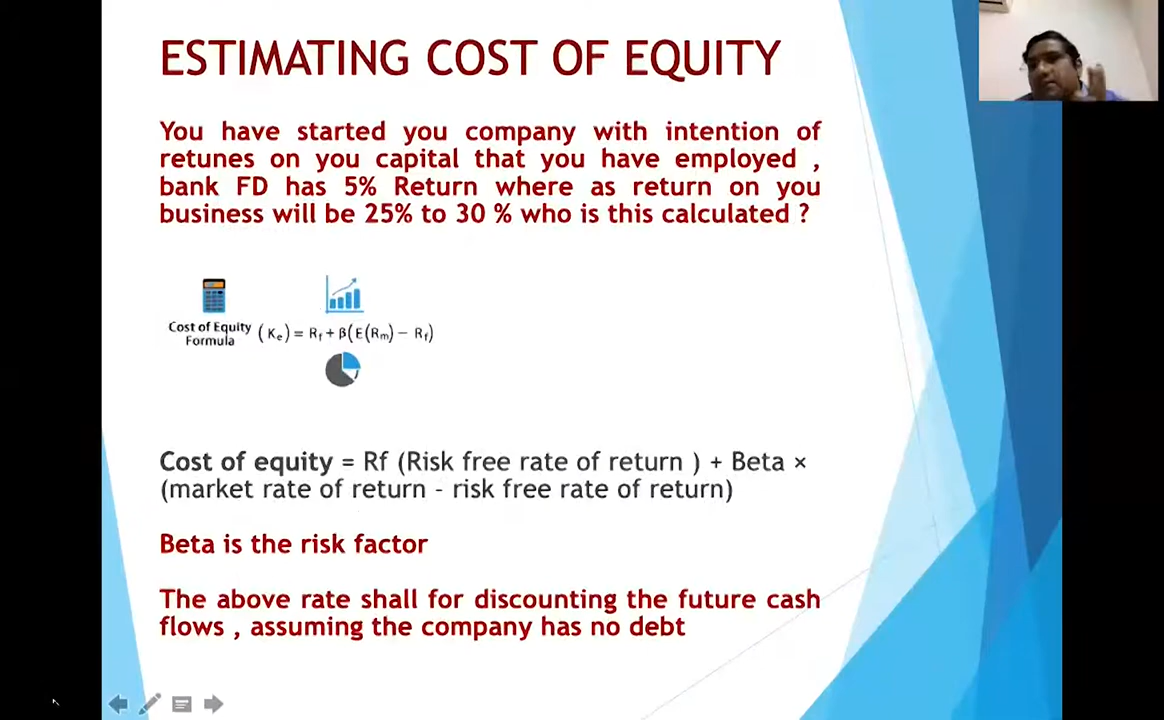 ESTIMATING COST OF EQUITY
You have started you company with intention of
retunes on you capital that you have employed ,
bank FD has 5% Return where as return on you
business will be 25% to 30 % who is this calculated ?
Cost of Equity
Formula
(Ke) = Rf + β(E(Rm) − Rf)
Cost of equity = Rf (Risk free rate of return ) + Beta ×
(market rate of return - risk free rate of return)
Beta is the risk factor
The above rate shall for discounting the future cash
flows , assuming the company has no debt